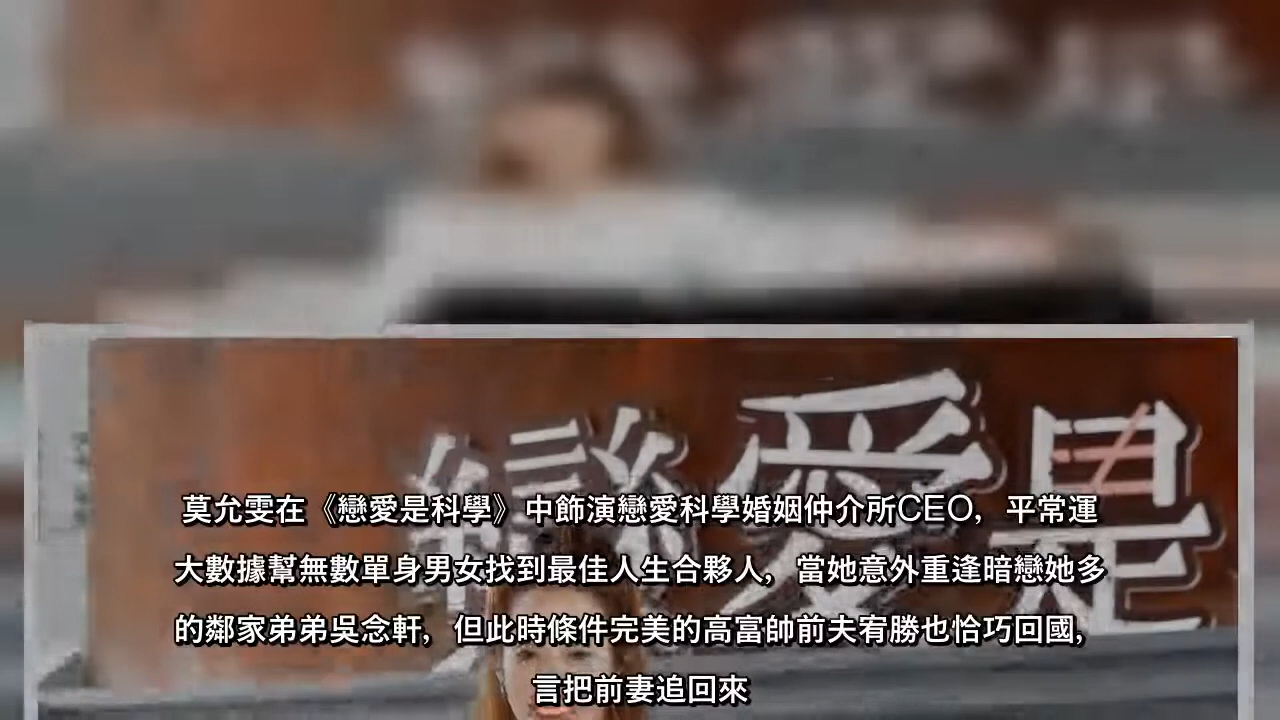 戀愛是
莫允雯在《戀愛是科學》中飾演戀愛科學婚姻仲介所CEO，平常運
大數據幫無數單身男女找到最佳人生合夥人，當她意外重逢暗戀她多
的鄰家弟弟吳念軒，但此時條件完美的高富帥前夫宥勝也恰巧回國，
言把前妻追回來